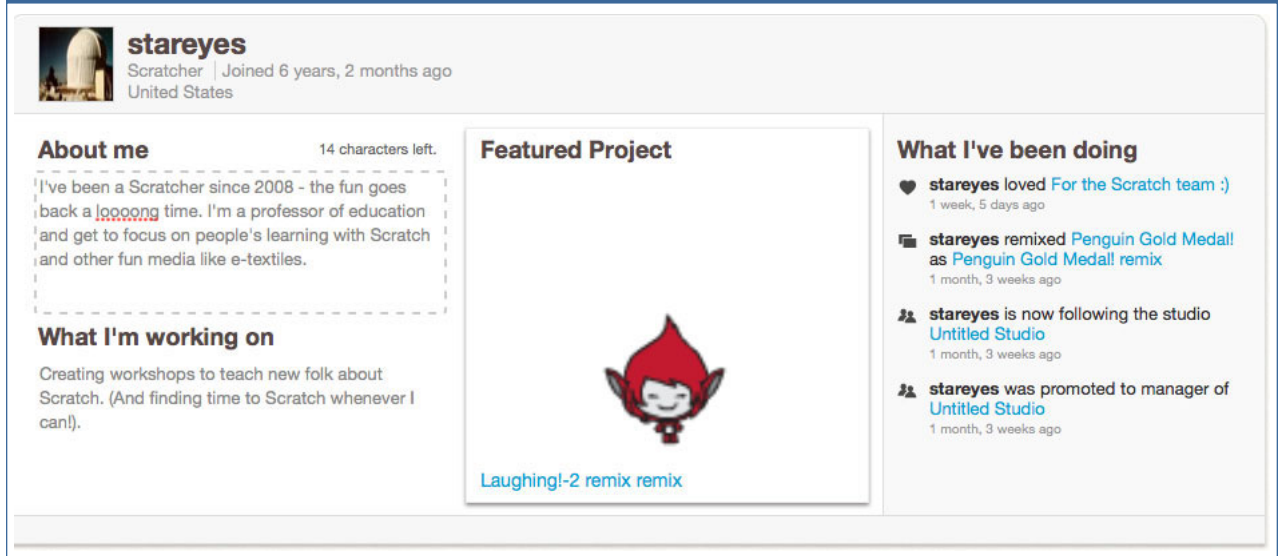 stareyes
Scratcher | Joined 6 years, 2 months ago
United States
About me
14 characters left.
I've been a Scratcher since 2008 - the fun goes
back a loooong time. I'm a professor of education
and get to focus on people's learning with Scratch
and other fun media like e-textiles.
What I'm working on
Creating workshops to teach new folk about
Scratch. (And finding time to Scratch whenever I
can!).
Featured Project
Laughing!-2 remix remix
What I've been doing
stareyes loved For the Scratch team :)
1 week, 5 days ago
stareyes remixed Penguin Gold Medal!
as Penguin Gold Medal! remix
1 month, 3 weeks ago
stareyes is now following the studio
Untitled Studio
1 month, 3 weeks ago
stareyes was promoted to manager of
Untitled Studio
1 month, 3 weeks ago